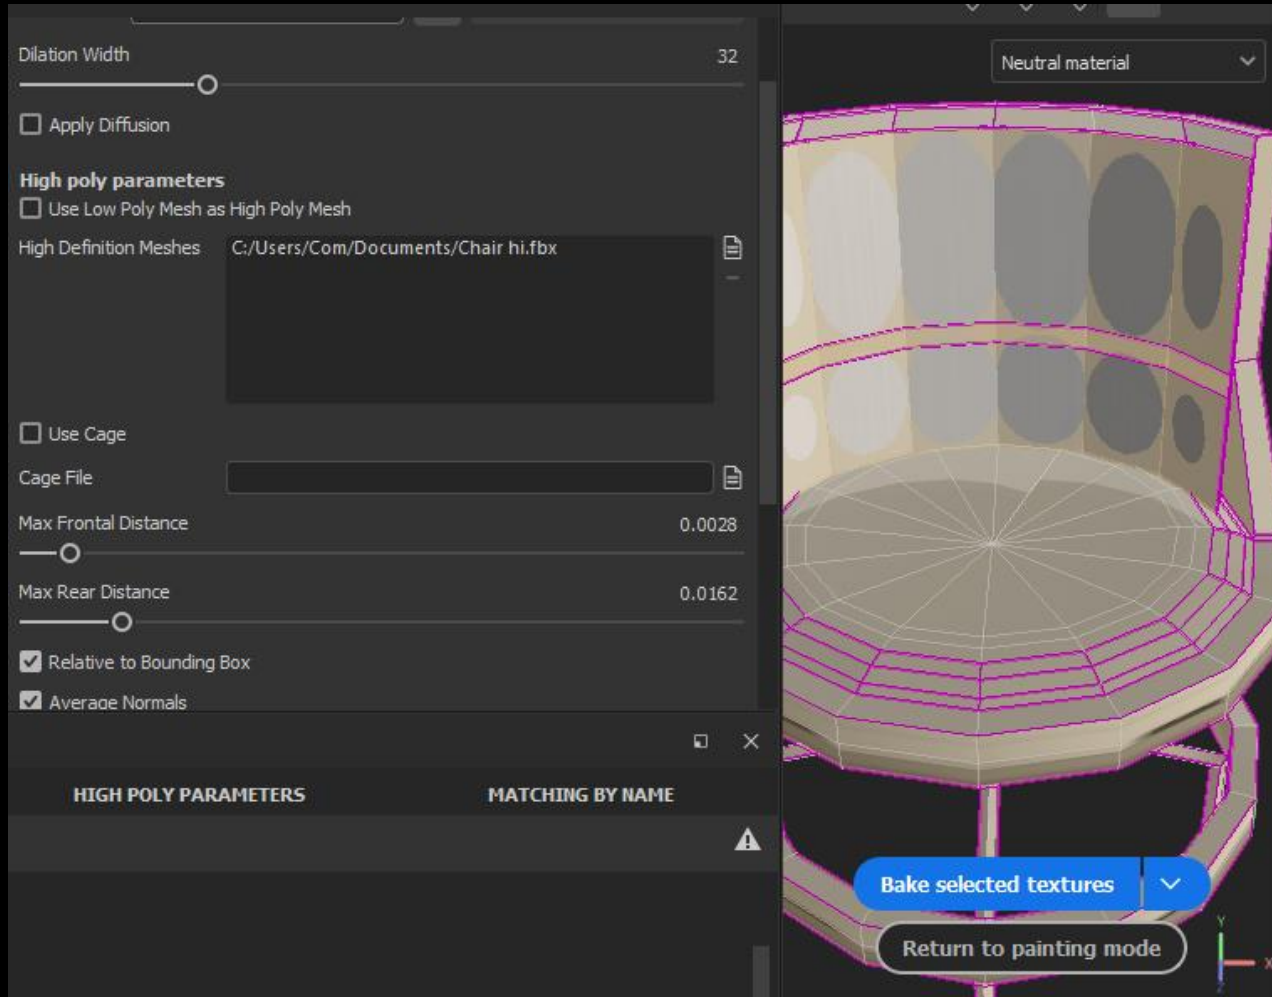 Dilation Width 32
Apply Diffusion
High poly parameters
Use Low Poly Mesh as High Poly Mesh
High Definition Meshes C:/Users/Com/Documents/Chair hi.fbx
Use Cage
Cage File
Max Frontal Distance 0.0028
Max Rear Distance 0.0162
Relative to Bounding Box
Average Normals
HIGH POLY PARAMETERS MATCHING BY NAME
Neutral material
Bake selected textures
Return to painting mode
Y
X
Z